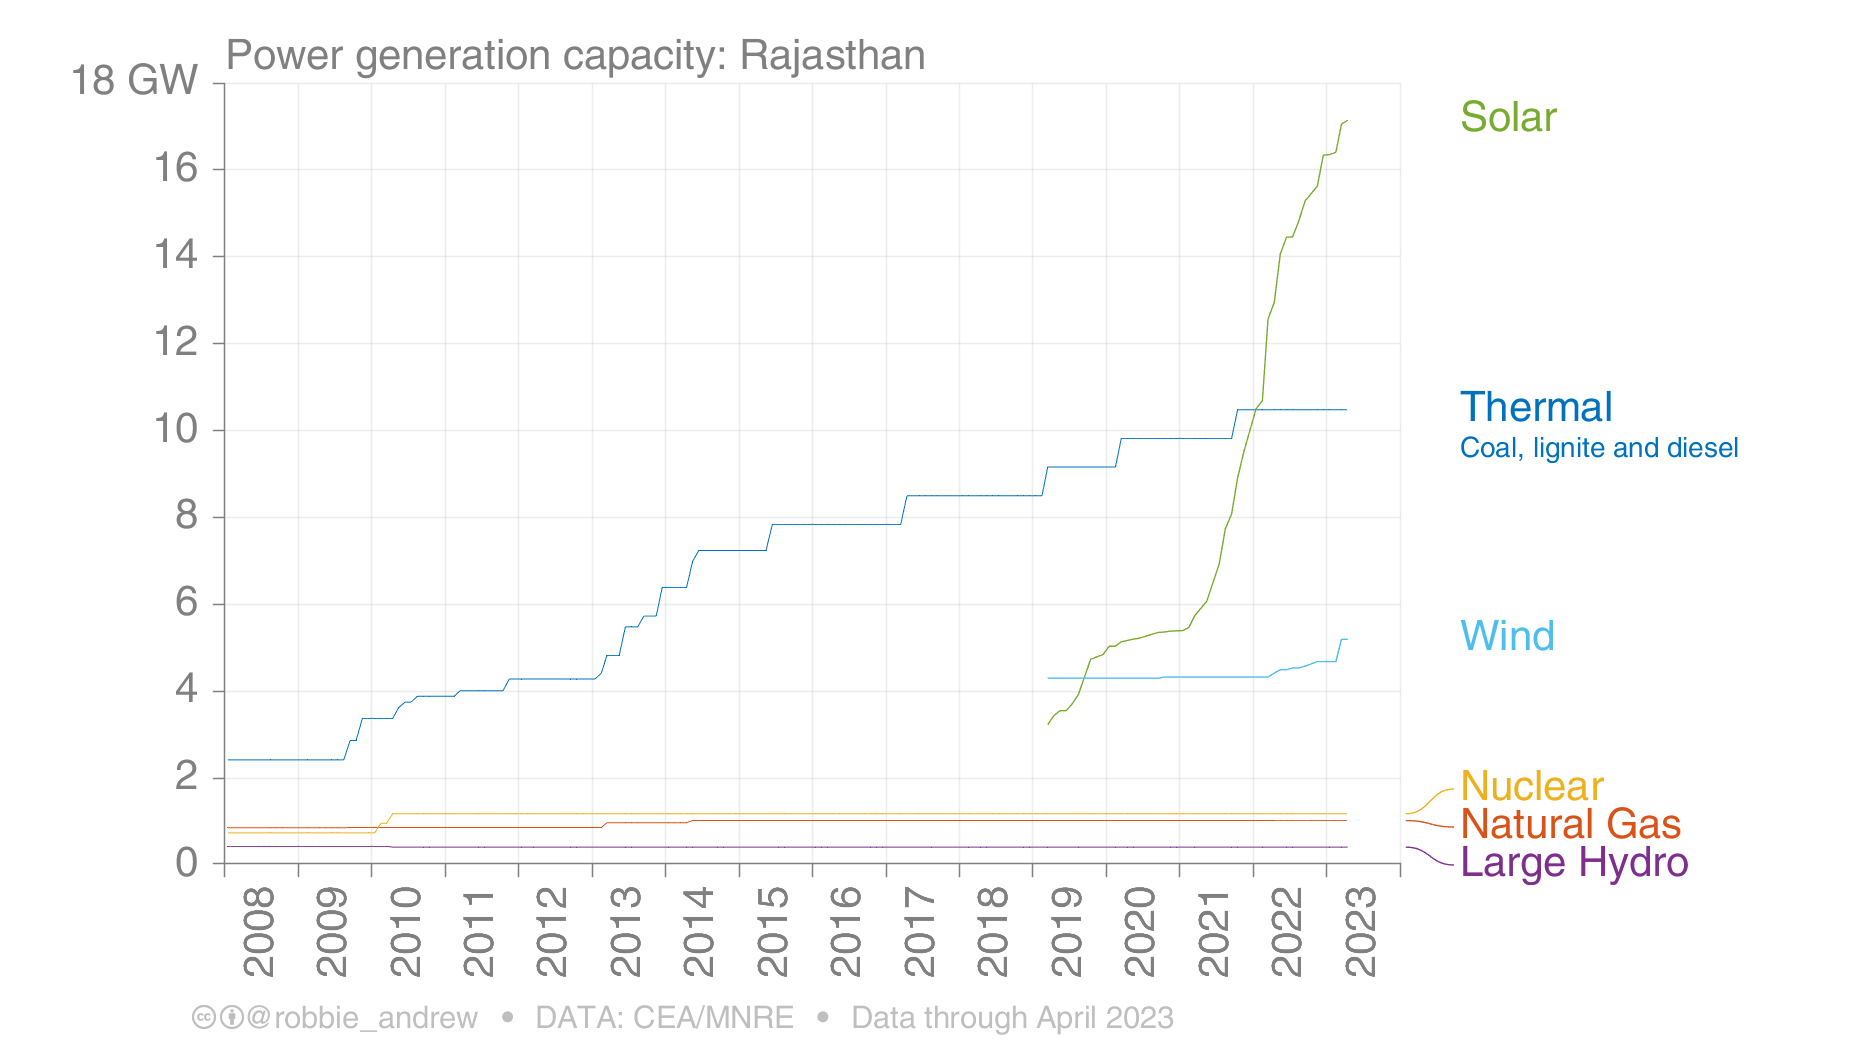 Power generation capacity: Rajasthan
18 GW
16
14
12
10
8
6
4
2
0
Solar
Thermal
Coal, lignite and diesel
Wind
Nuclear
Natural Gas
Large Hydro
2008
2009
2010
2011
2012
2013
2014
2015
2016
2017
2018
2019
2020
2021
2022
2023
cc @robbie_andrew • DATA: CEA/MNRE • Data through April 2023